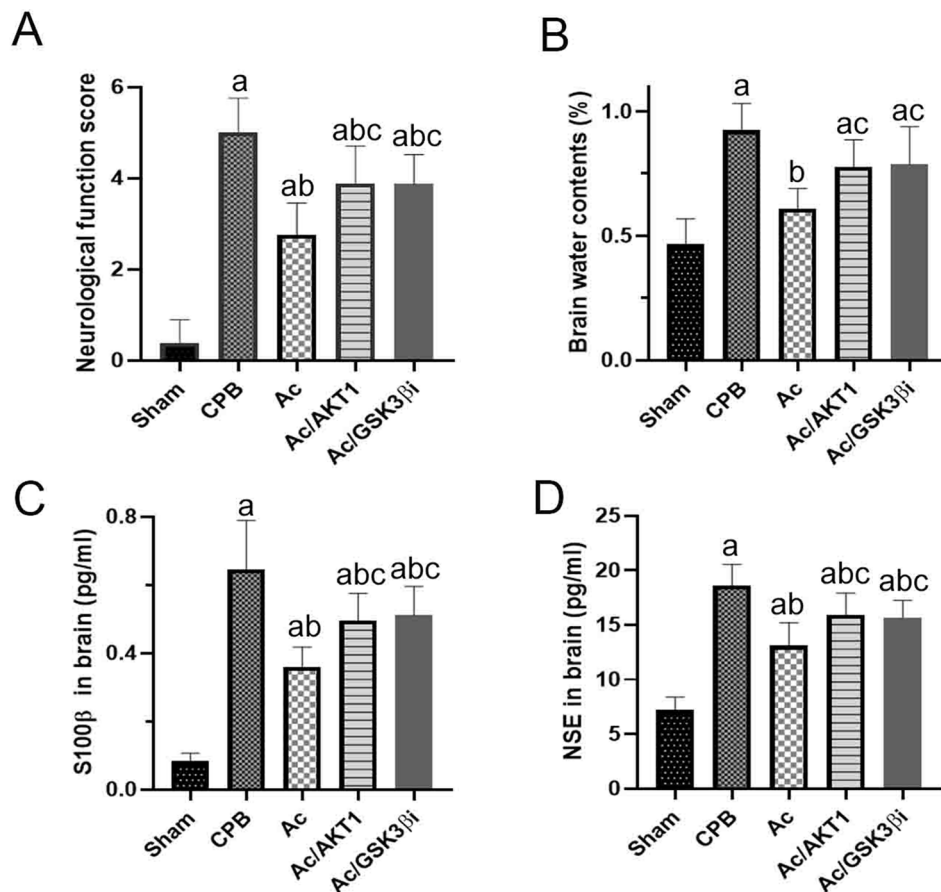 A
Neurological function score
6
4
2
0
a
ab
abc
abc
Sham
CPB
Ac
Ac/AKT1
Ac/GSK3βi
B
Brain water contents (%)
1.0
0.5
0.0
a
b
ac
ac
Sham
CPB
Ac
Ac/AKT1
Ac/GSK3βi
C
S100β in brain (pg/ml)
0.8
0.4
0.0
a
ab
abc
abc
Sham
CPB
Ac
Ac/AKT1
Ac/GSK3βi
D
NSE in brain (pg/ml)
25
20
15
10
5
0
a
ab
abc
abc
Sham
CPB
Ac
Ac/AKT1
Ac/GSK3βi